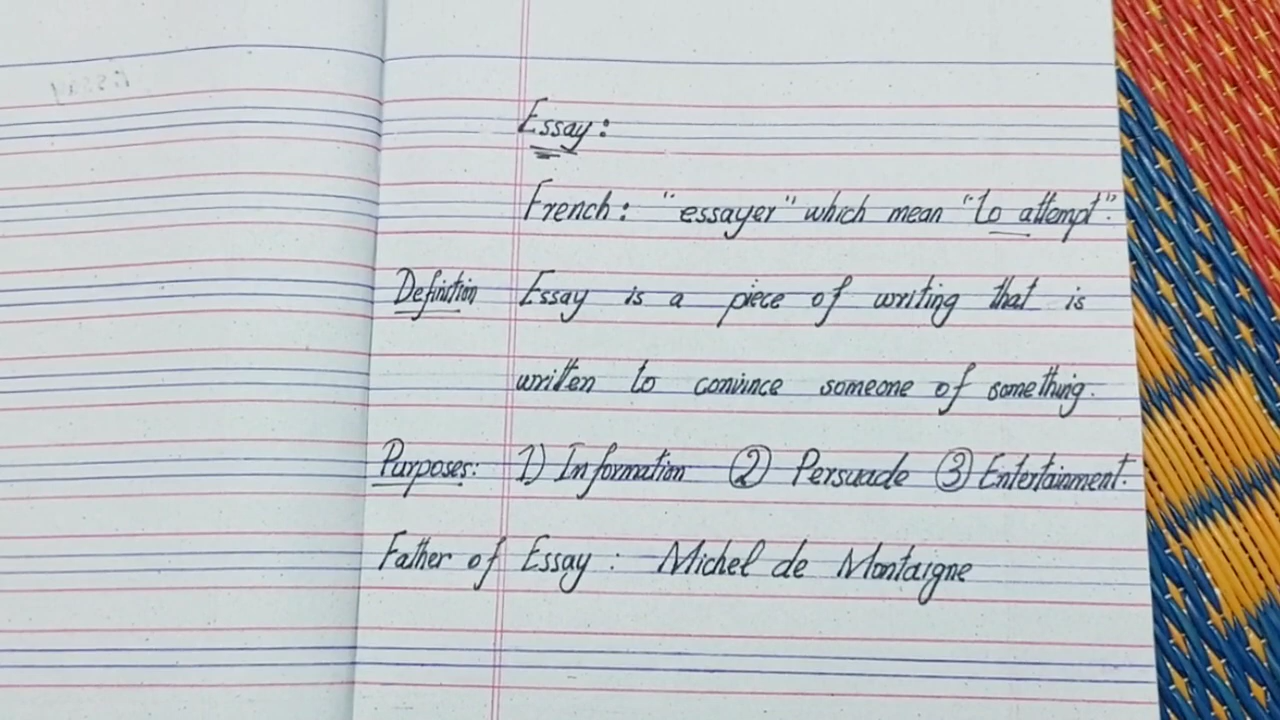 Essay:
French: "essayer" which mean "to attempt".
Definition Essay is a piece of writing that is
written to convince someone of something.
Purposes: 1) Information ② Persuade ③ Entertainment.
Father of Essay : Michel de Montaigne